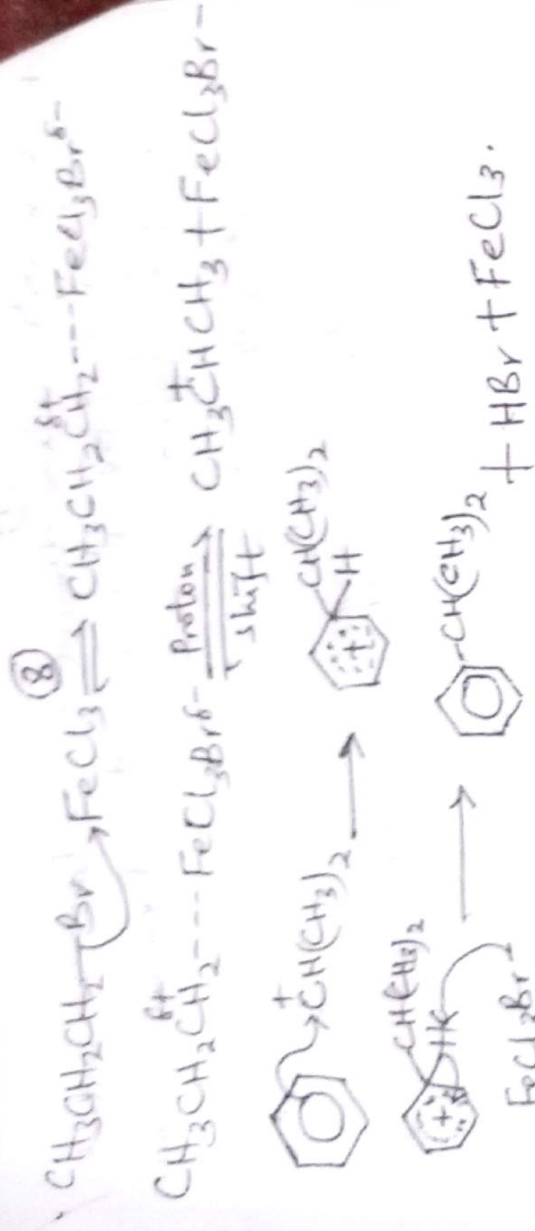 (8)
. CH₃CH₂CH₂–Br → FeCl₃ ⇌ CH₃CH₂CH₂ᵟ⁺---FeCl₃Brᵟ⁻
CH₃CH₂CH₂ᵟ⁺---FeCl₃Brᵟ⁻ ⇌ Proton shift CH₃C⁺HCH₃ + FeCl₃Br⁻
⁺CH(CH₃)₂ → CH(CH₃)₂ H +
CH(CH₃)₂ H + FeCl₃Br⁻ → CH(CH₃)₂ + HBr + FeCl₃.